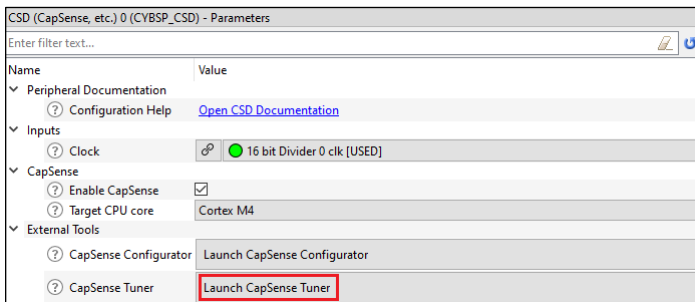 CSD (CapSense, etc.) 0 (CYBSP_CSD) - Parameters
Enter filter text...
Name Value
Peripheral Documentation
Configuration Help Open CSD Documentation
Inputs
Clock 16 bit Divider 0 clk [USED]
CapSense
Enable CapSense
Target CPU core Cortex M4
External Tools
CapSense Configurator Launch CapSense Configurator
CapSense Tuner Launch CapSense Tuner